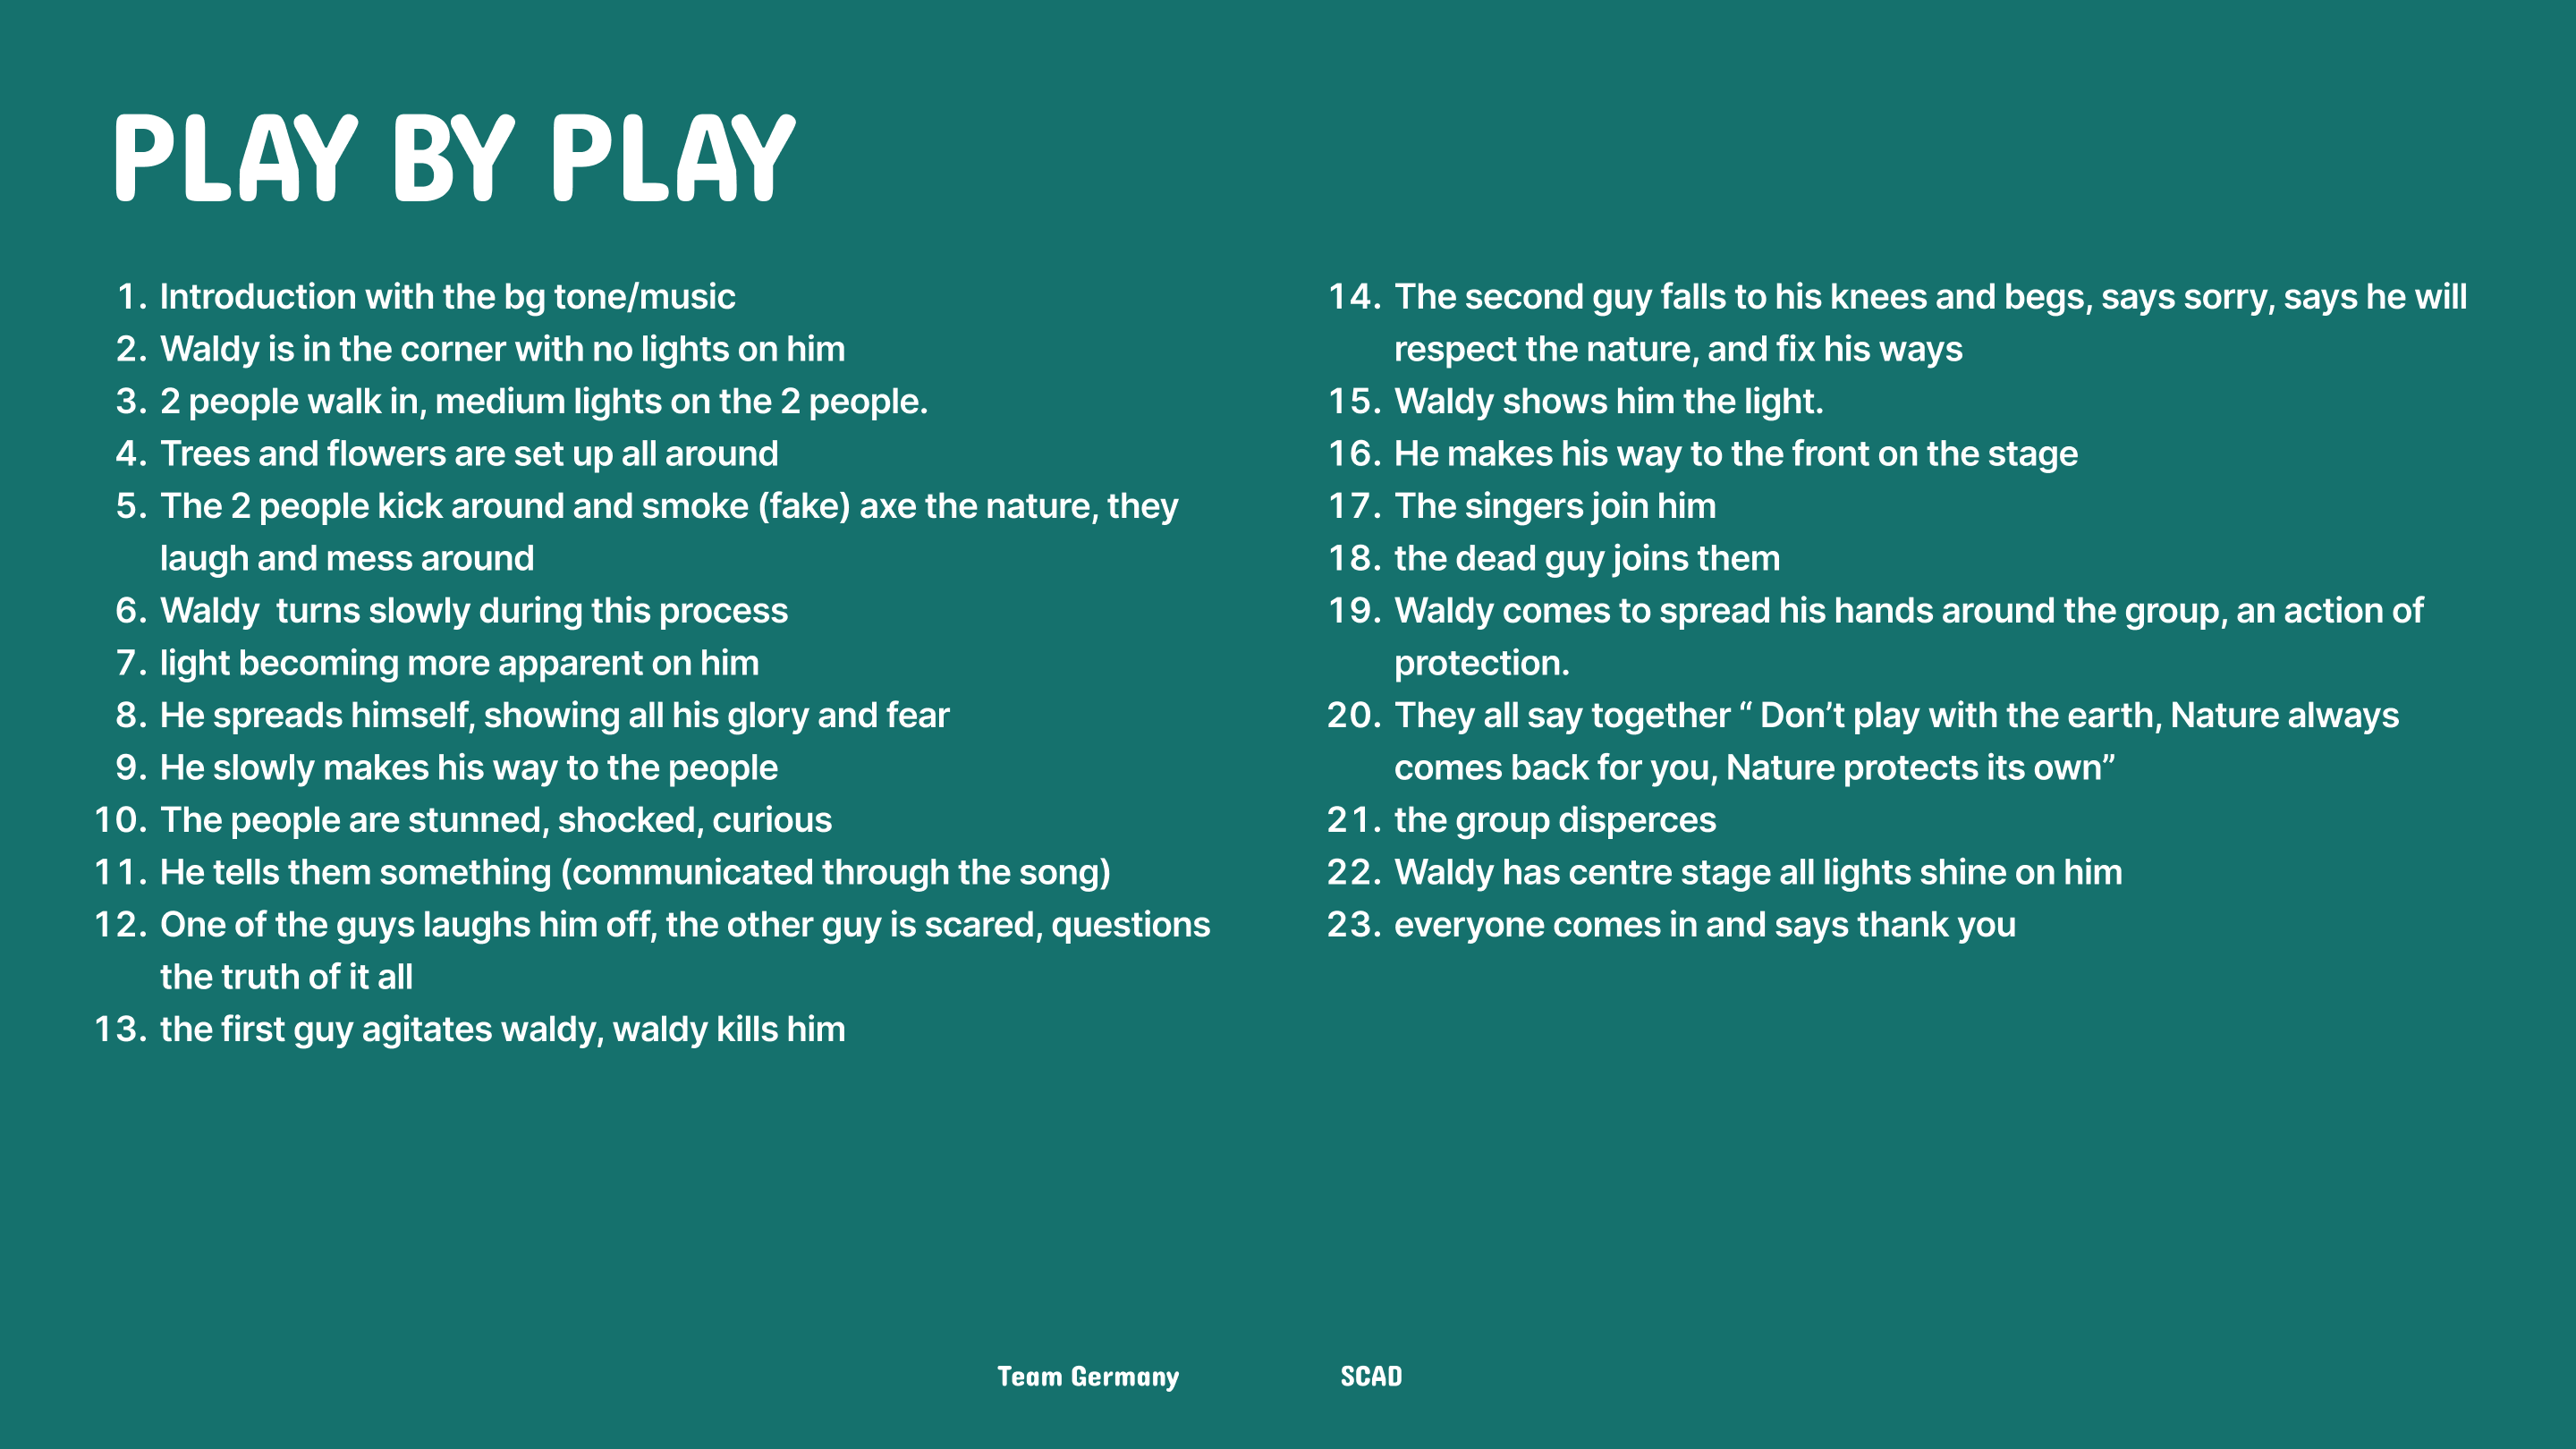 PLAY BY PLAY
1. Introduction with the bg tone/music
2. Waldy is in the corner with no lights on him
3. 2 people walk in, medium lights on the 2 people.
4. Trees and flowers are set up all around
5. The 2 people kick around and smoke (fake) axe the nature, they
laugh and mess around
6. Waldy  turns slowly during this process
7. light becoming more apparent on him
8. He spreads himself, showing all his glory and fear
9. He slowly makes his way to the people
10. The people are stunned, shocked, curious
11. He tells them something (communicated through the song)
12. One of the guys laughs him off, the other guy is scared, questions
the truth of it all
13. the first guy agitates waldy, waldy kills him
14. The second guy falls to his knees and begs, says sorry, says he will
respect the nature, and fix his ways
15. Waldy shows him the light.
16. He makes his way to the front on the stage
17. The singers join him
18. the dead guy joins them
19. Waldy comes to spread his hands around the group, an action of
protection.
20. They all say together “ Don’t play with the earth, Nature always
comes back for you, Nature protects its own”
21. the group disperces
22. Waldy has centre stage all lights shine on him
23. everyone comes in and says thank you
Team Germany
SCAD